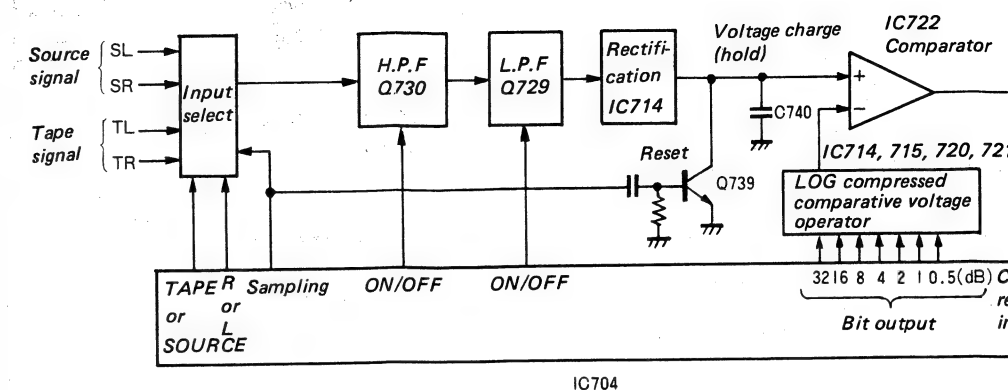 Source
signal
SL
SR
Tape
signal
TL
TR
Input
select
H.P.F
Q730
L.P.F
Q729
Rectifi-
cation
IC714
Voltage charge
(hold)
IC722
Comparator
+
−
C740
Reset
Q739
IC714, 715, 720, 721
LOG compressed
comparative voltage
operator
TAPE
or
SOURCE
R
or
L
Sampling
ON/OFF
ON/OFF
32 16 8 4 2 1 0.5 (dB)
Bit output
IC704